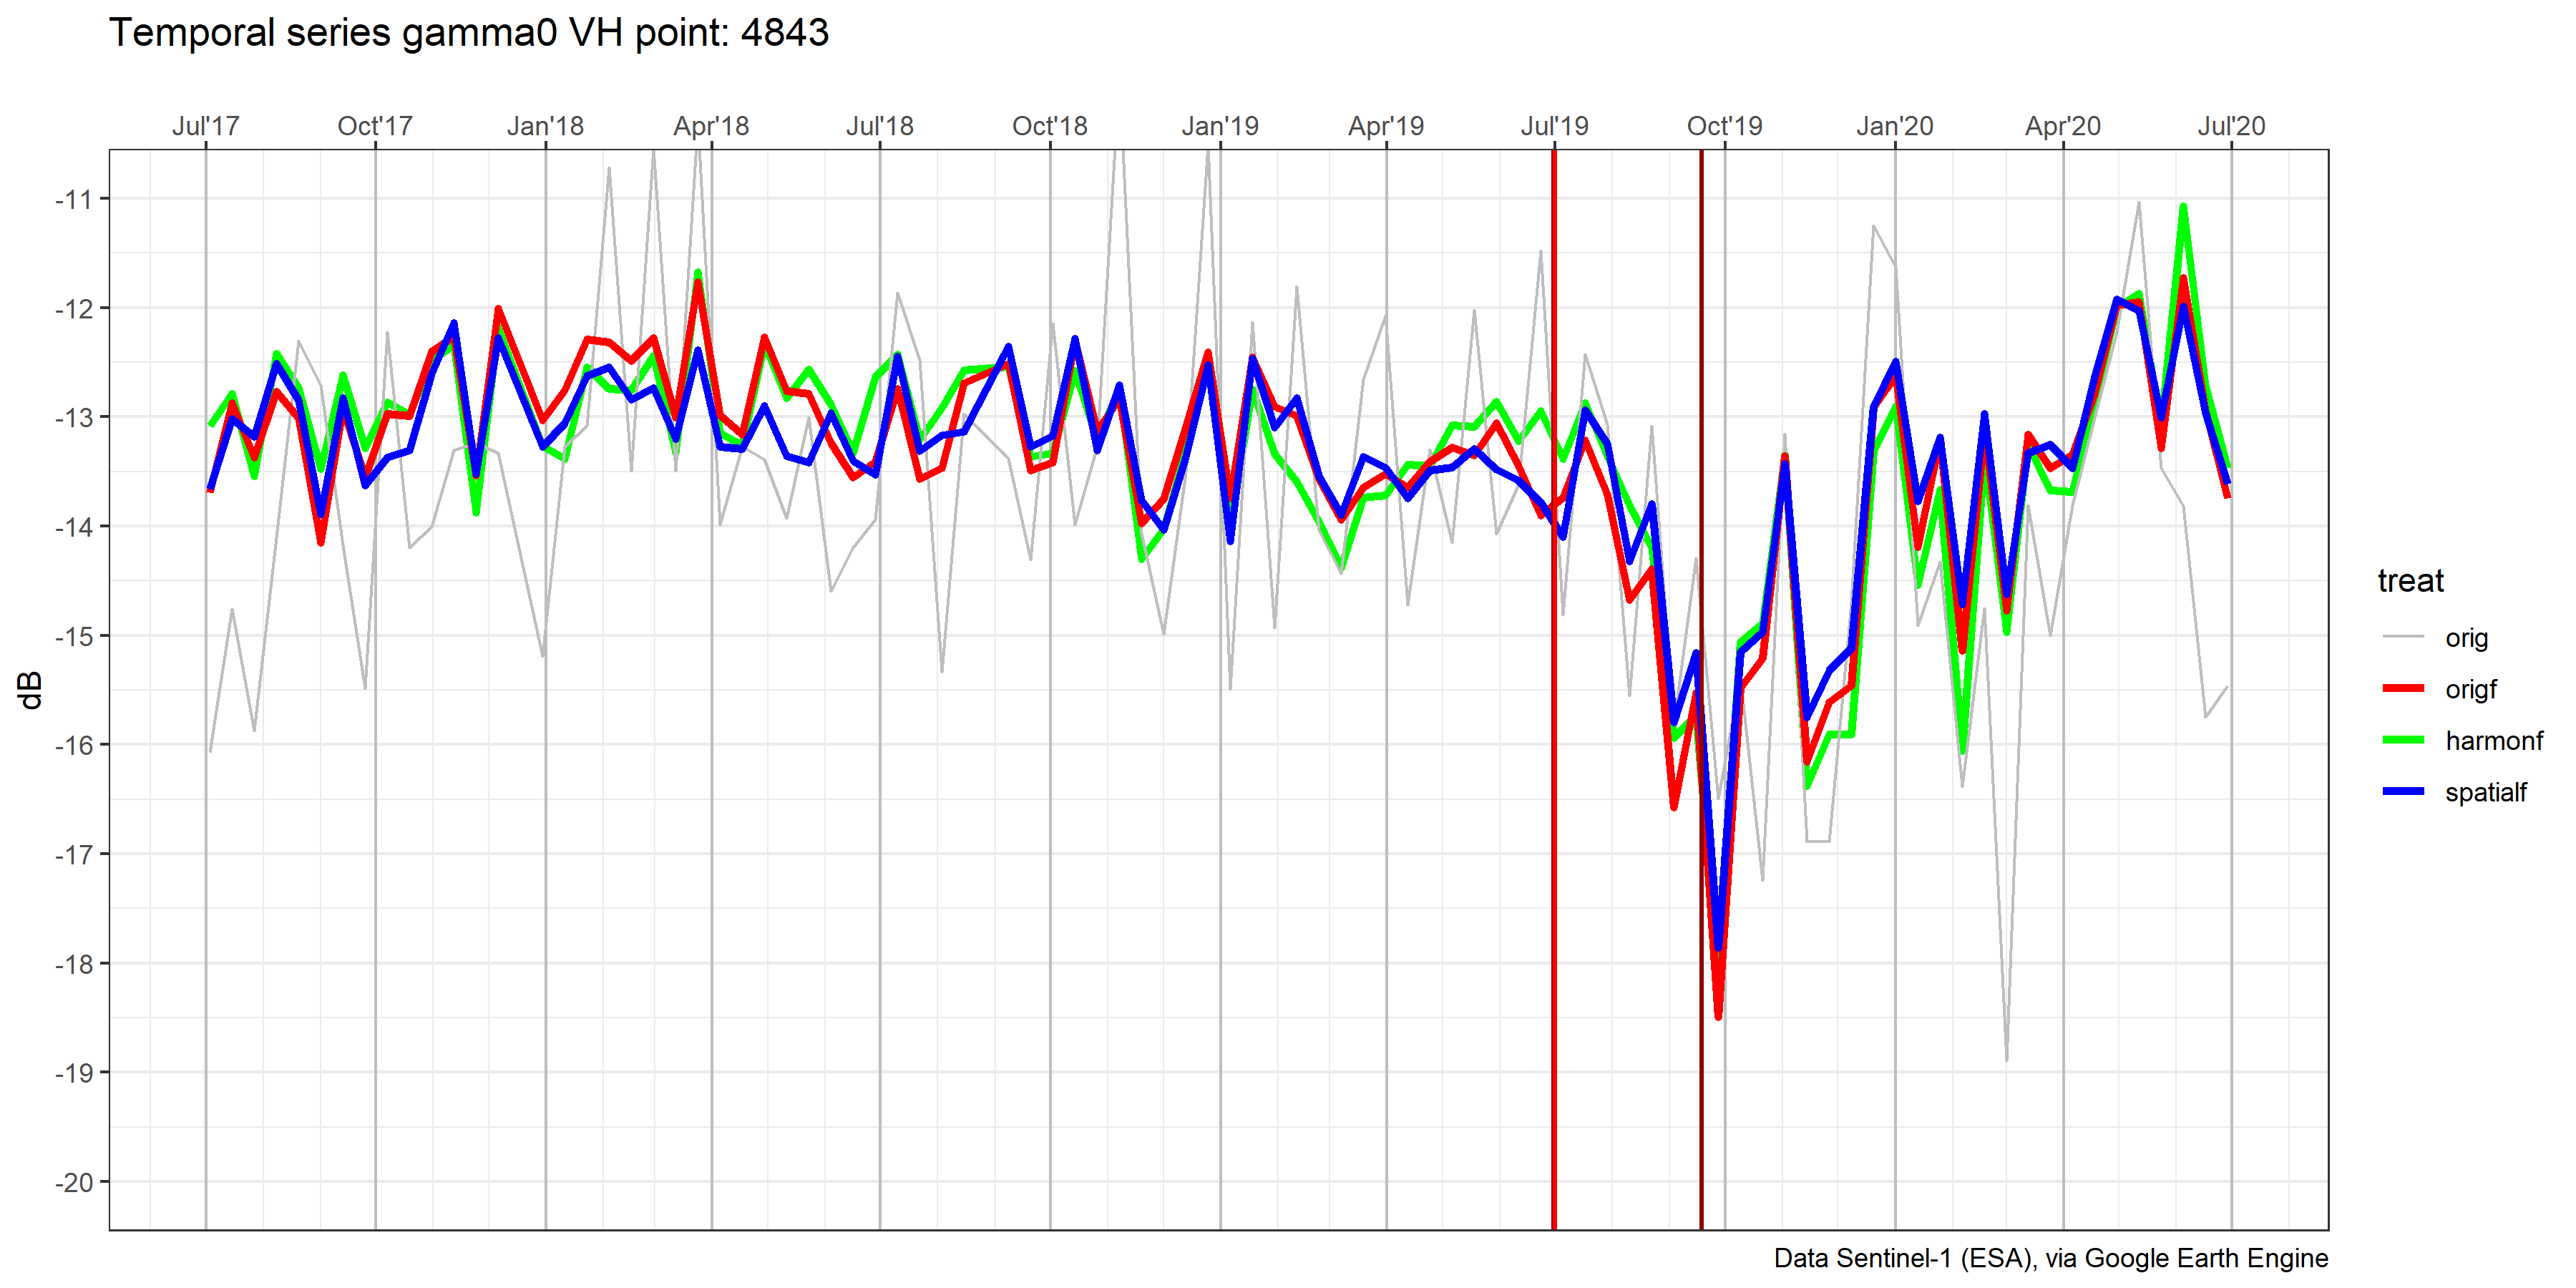 Temporal series gamma0 VH point: 4843
Jul'17 Oct'17 Jan'18 Apr'18 Jul'18 Oct'18 Jan'19 Apr'19 Jul'19 Oct'19 Jan'20 Apr'20 Jul'20
-11
-12
-13
-14
-15
-16
-17
-18
-19
-20
dB
treat
orig
origf
harmonf
spatialf
Data Sentinel-1 (ESA), via Google Earth Engine